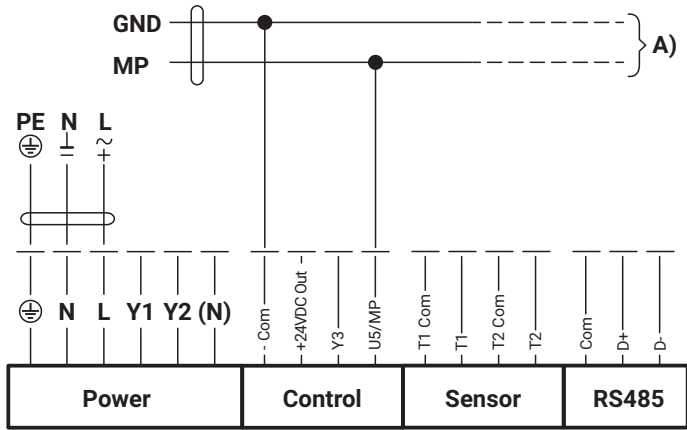 GND
MP
A)
PE N L
N L Y1 Y2 (N)
- Com
+24VDC Out
Y3
U5/MP
T1 Com
T1
T2 Com
T2
Com
D+
D-
Power
Control
Sensor
RS485